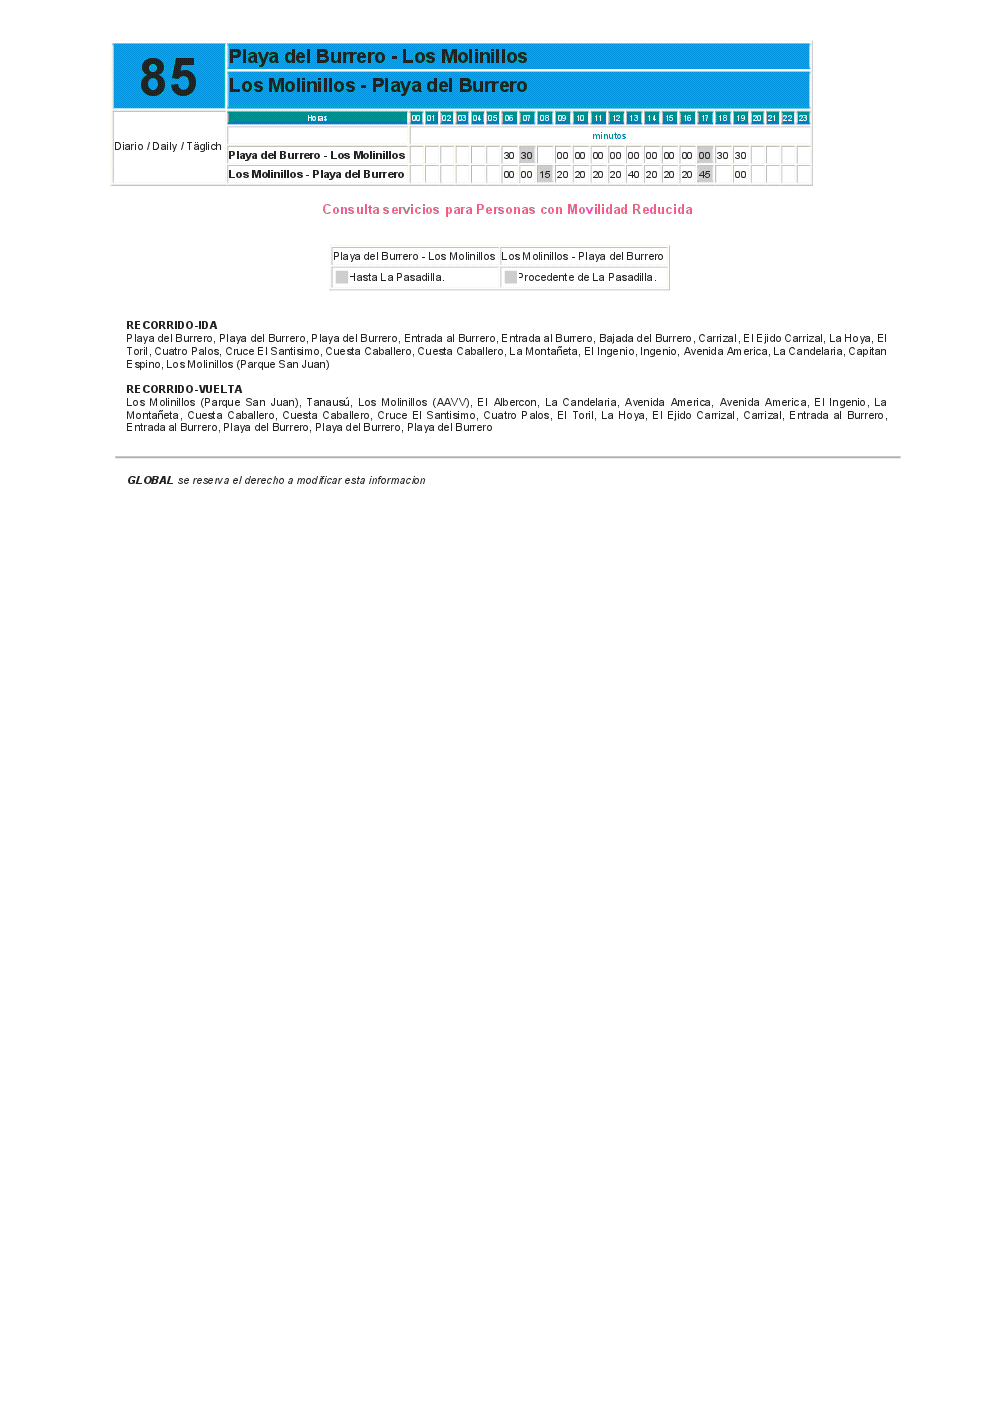 85
Playa del Burrero - Los Molinillos
Los Molinillos - Playa del Burrero
Diario / Daily / Täglich
Horas 00 01 02 03 04 05 06 07 08 09 10 11 12 13 14 15 16 17 18 19 20 21 22 23
minutos
Playa del Burrero - Los Molinillos 30 30 00 00 00 00 00 00 00 00 00 30 30
Los Molinillos - Playa del Burrero 00 00 15 20 20 20 20 40 20 20 20 45 00
Consulta servicios para Personas con Movilidad Reducida
Playa del Burrero - Los Molinillos Los Molinillos - Playa del Burrero
Hasta La Pasadilla. Procedente de La Pasadilla.
RECORRIDO-IDA
Playa del Burrero, Playa del Burrero, Playa del Burrero, Entrada al Burrero, Entrada al Burrero, Bajada del Burrero, Carrizal, El Ejido Carrizal, La Hoya, El
Toril, Cuatro Palos, Cruce El Santisimo, Cuesta Caballero, Cuesta Caballero, La Montañeta, El Ingenio, Ingenio, Avenida America, La Candelaria, Capitan
Espino, Los Molinillos (Parque San Juan)
RECORRIDO-VUELTA
Los Molinillos (Parque San Juan), Tanausú, Los Molinillos (AAVV), El Albercon, La Candelaria, Avenida America, Avenida America, El Ingenio, La
Montañeta, Cuesta Caballero, Cuesta Caballero, Cruce El Santisimo, Cuatro Palos, El Toril, La Hoya, El Ejido Carrizal, Carrizal, Entrada al Burrero,
Entrada al Burrero, Playa del Burrero, Playa del Burrero, Playa del Burrero
GLOBAL se reserva el derecho a modificar esta informacion